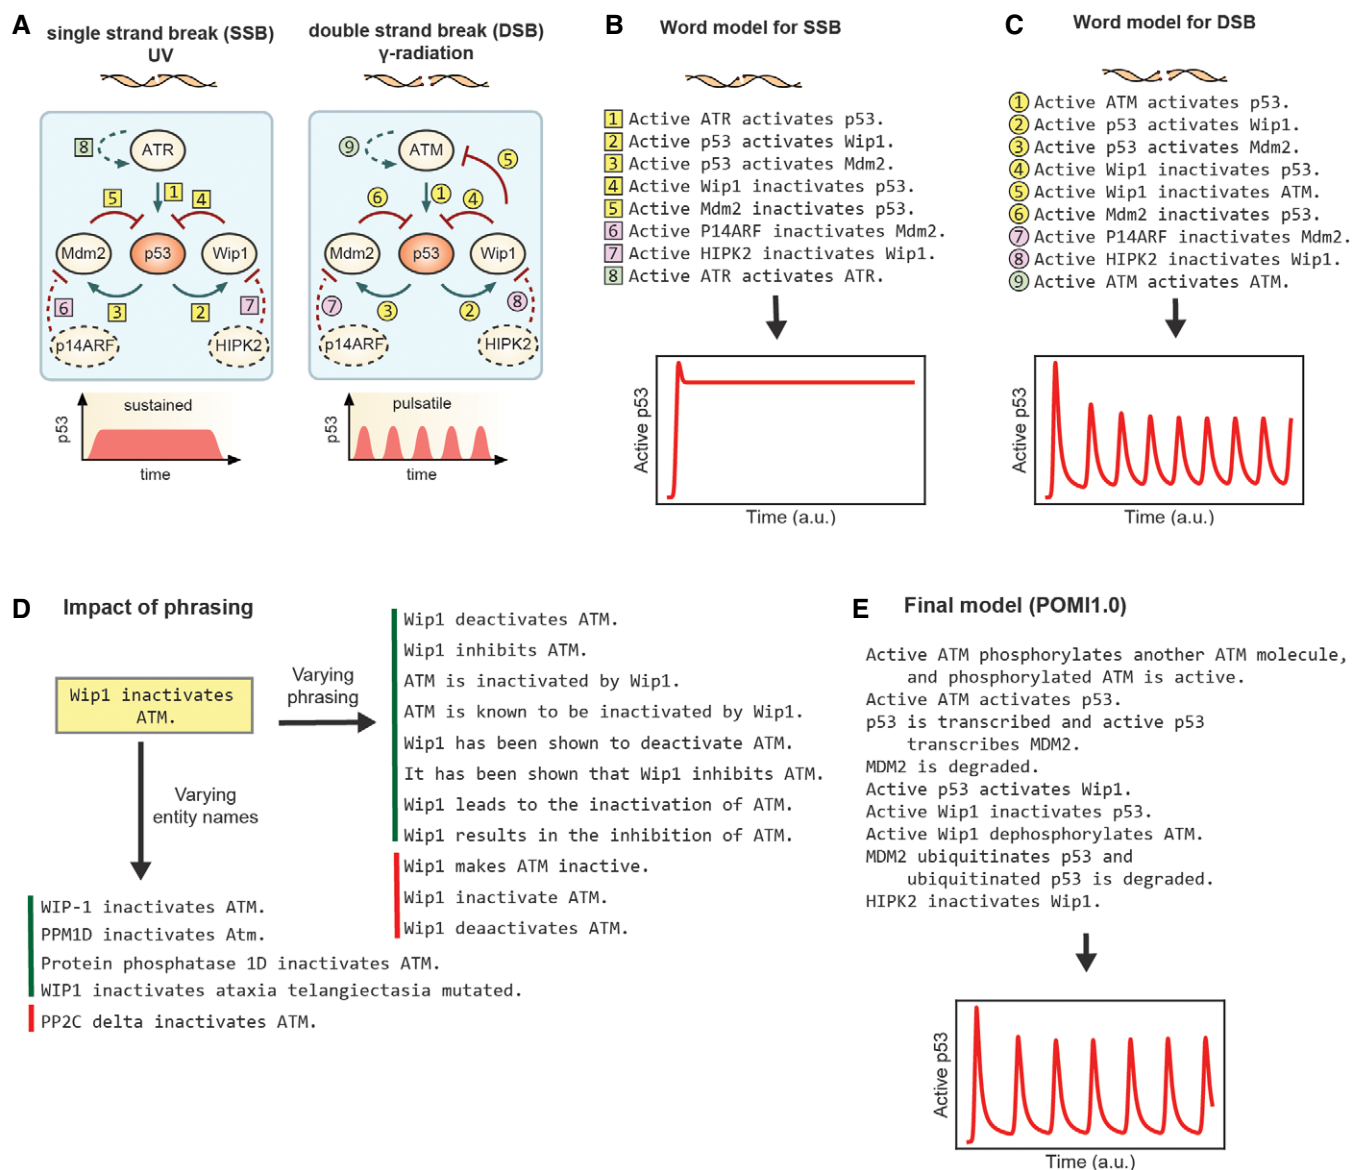 A
single strand break (SSB)
UV
double strand break (DSB)
γ-radiation
8
ATR
1
5
4
Mdm2
p53
Wip1
6
3
2
7
p14ARF
HIPK2
9
ATM
5
1
6
4
Mdm2
p53
Wip1
7
3
2
8
p14ARF
HIPK2
p53
sustained
time
p53
pulsatile
time
B
Word model for SSB
1 Active ATR activates p53.
2 Active p53 activates Wip1.
3 Active p53 activates Mdm2.
4 Active Wip1 inactivates p53.
5 Active Mdm2 inactivates p53.
6 Active P14ARF inactivates Mdm2.
7 Active HIPK2 inactivates Wip1.
8 Active ATR activates ATR.
Active p53
Time (a.u.)
C
Word model for DSB
1 Active ATM activates p53.
2 Active p53 activates Wip1.
3 Active p53 activates Mdm2.
4 Active Wip1 inactivates p53.
5 Active Wip1 inactivates ATM.
6 Active Mdm2 inactivates p53.
7 Active P14ARF inactivates Mdm2.
8 Active HIPK2 inactivates Wip1.
9 Active ATM activates ATM.
Active p53
Time (a.u.)
D
Impact of phrasing
Wip1 inactivates
ATM.
Varying
phrasing
Varying
entity names
Wip1 deactivates ATM.
Wip1 inhibits ATM.
ATM is inactivated by Wip1.
ATM is known to be inactivated by Wip1.
Wip1 has been shown to deactivate ATM.
It has been shown that Wip1 inhibits ATM.
Wip1 leads to the inactivation of ATM.
Wip1 results in the inhibition of ATM.
Wip1 makes ATM inactive.
Wip1 inactivate ATM.
Wip1 deaactivates ATM.
WIP-1 inactivates ATM.
PPM1D inactivates Atm.
Protein phosphatase 1D inactivates ATM.
WIP1 inactivates ataxia telangiectasia mutated.
PP2C delta inactivates ATM.
E
Final model (POMI1.0)
Active ATM phosphorylates another ATM molecule,
and phosphorylated ATM is active.
Active ATM activates p53.
p53 is transcribed and active p53
transcribes MDM2.
MDM2 is degraded.
Active p53 activates Wip1.
Active Wip1 inactivates p53.
Active Wip1 dephosphorylates ATM.
MDM2 ubiquitinates p53 and
ubiquitinated p53 is degraded.
HIPK2 inactivates Wip1.
Active p53
Time (a.u.)